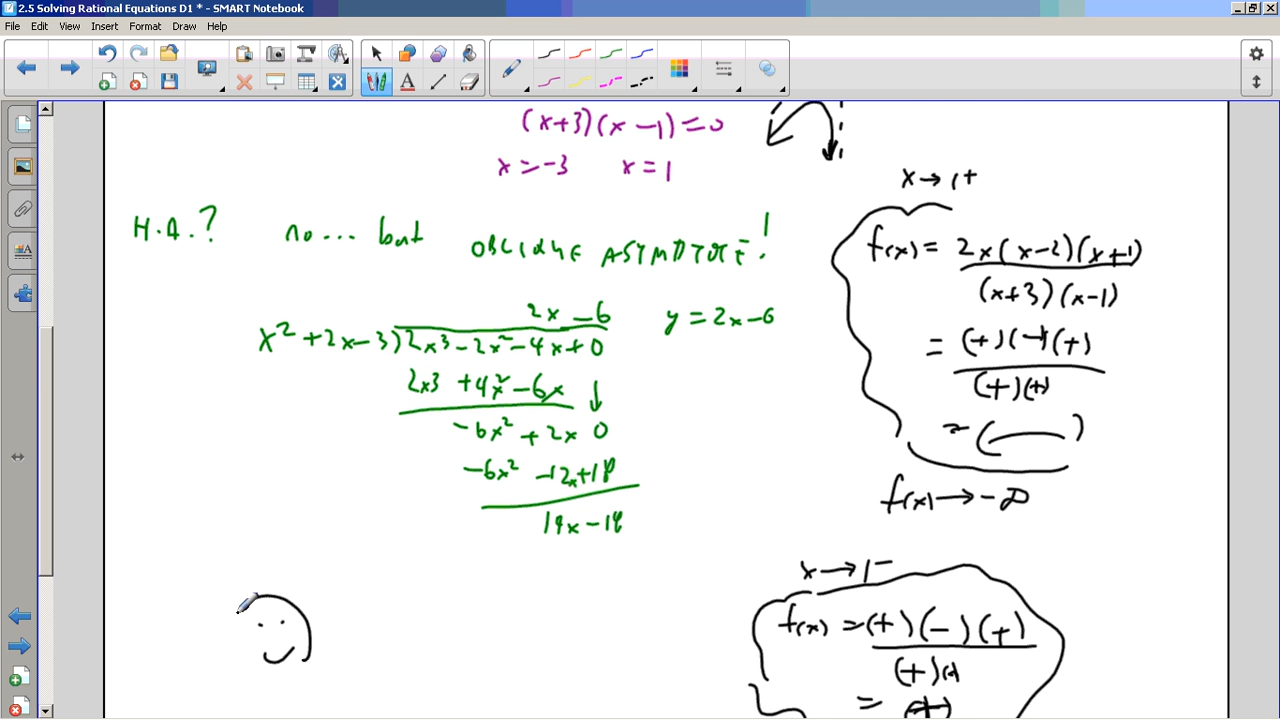 2.5 Solving Rational Equations D1 * - SMART Notebook
File Edit View Insert Format Draw Help
(x+3)(x-1)=0
x=-3 x=1
H.A.? no... but OBLIQUE ASYMPTOTE!
2x-6
y=2x-6
x²+2x-3)2x³-2x²-4x+0
2x3+4x²-6x
-6x²+2x 0
-6x²-12x+18
14x-18
x→1+
f(x)=2x(x-2)(x+1)
(x+3)(x-1)
=(+)(-)(+)
(+)(+)
=(—)
f(x)→-∞
x→1-
f(x)=(+)(-)(+)
(+)(-)
=(+)